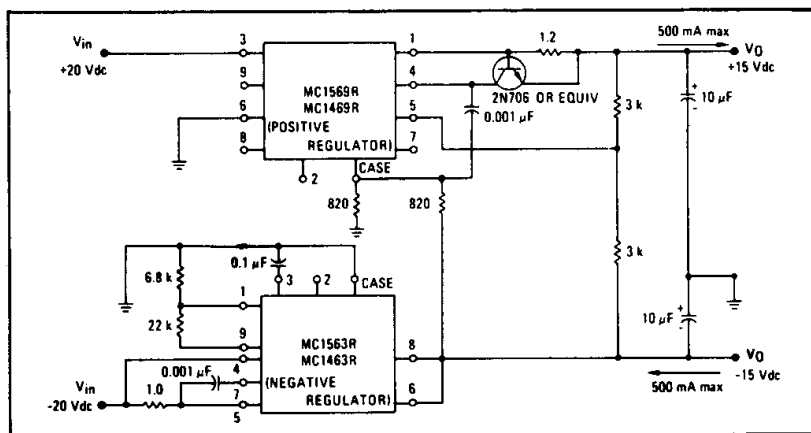 Vin
+20 Vdc
3
9
6
8
MC1569R
MC1469R
(POSITIVE
REGULATOR)
1
4
5
7
CASE
2
820
820
1.2
2N706 OR EQUIV
0.001 µF
500 mA max
VO
+15 Vdc
3 k
10 µF
+
-
3 k
10 µF
+
-
0.1 µF
6.8 k
22 k
3
2
CASE
1
9
4
7
5
MC1563R
MC1463R
(NEGATIVE
REGULATOR)
8
6
0.001 µF
Vin
-20 Vdc
1.0
VO
-15 Vdc
500 mA max